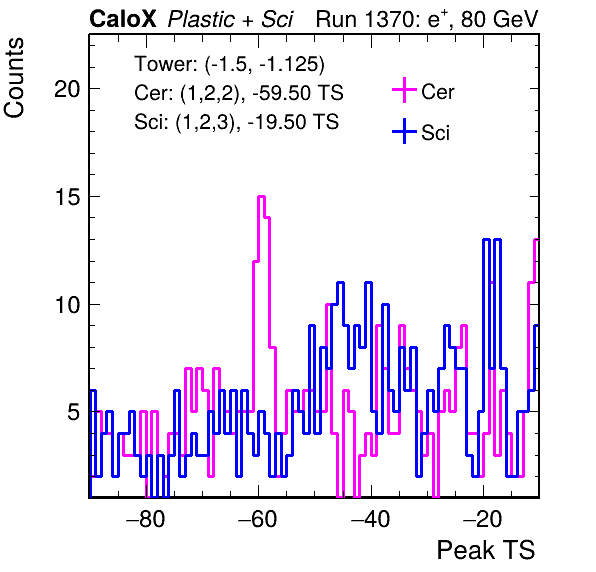 CaloX Plastic + Sci Run 1370: e+, 80 GeV
Tower: (-1.5, -1.125)
Cer: (1,2,2), -59.50 TS
Sci: (1,2,3), -19.50 TS
Cer
Sci
Counts
20
15
10
5
−80 −60 −40 −20
Peak TS